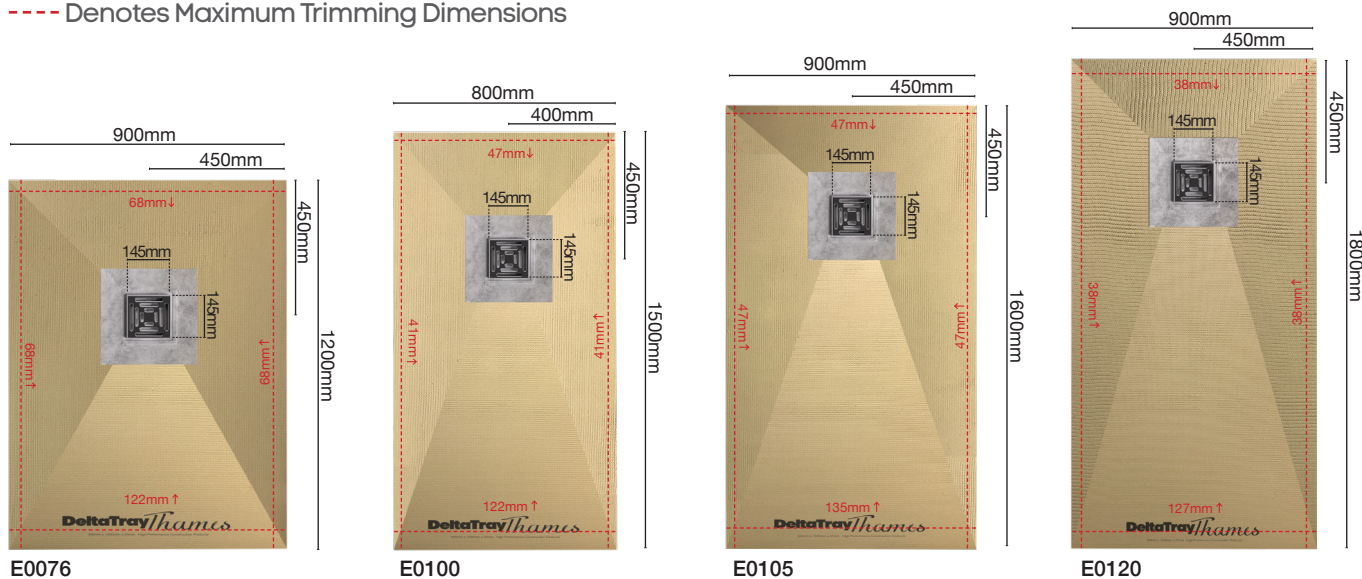 ---- Denotes Maximum Trimming Dimensions
900mm
450mm
450mm
1200mm
68mm↓
145mm
145mm
68mm↑
68mm↑
122mm↑
DeltaTray Thames
E0076
800mm
400mm
450mm
1500mm
47mm↓
145mm
145mm
41mm↑
41mm↑
122mm↑
DeltaTray Thames
E0100
900mm
450mm
450mm
1600mm
47mm↓
145mm
145mm
47mm↑
47mm↑
135mm↑
DeltaTray Thames
E0105
900mm
450mm
450mm
1800mm
38mm↓
145mm
145mm
38mm↑
38mm↑
127mm↑
DeltaTray Thames
E0120